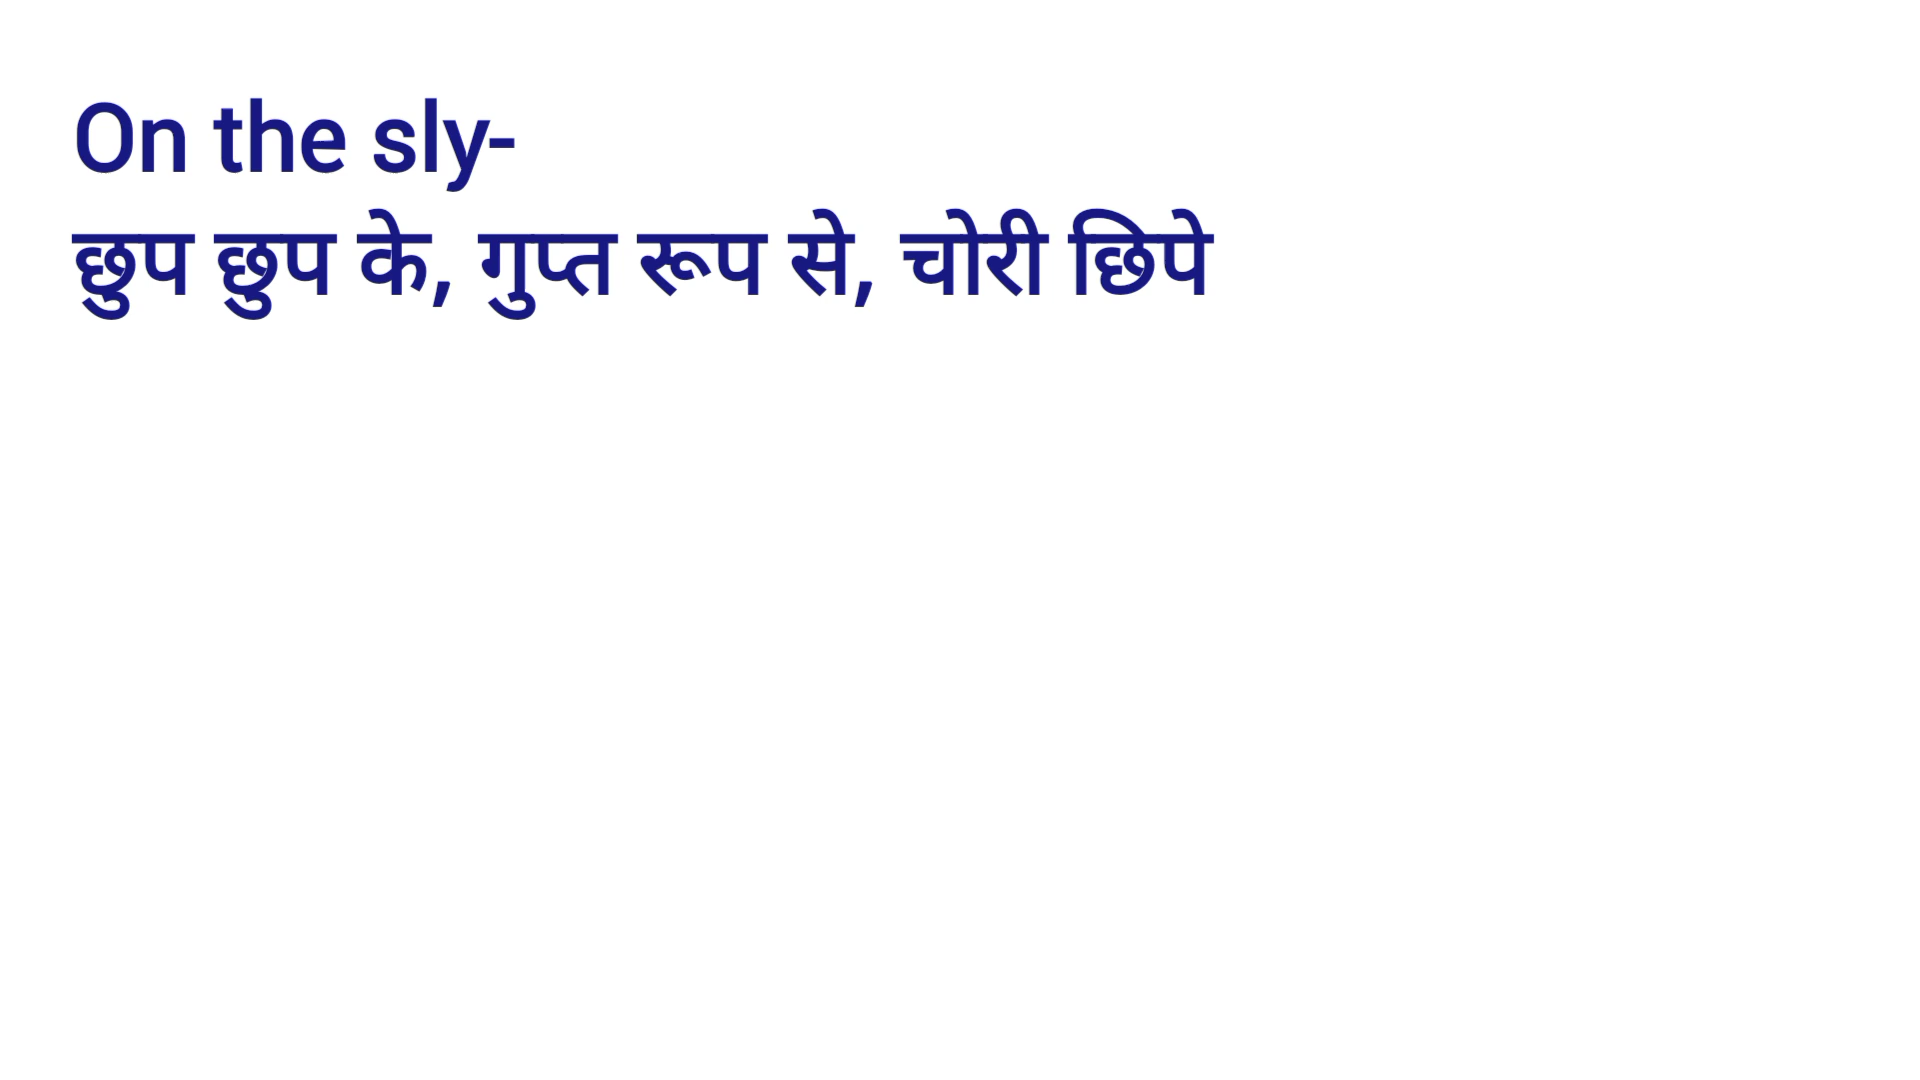 On the sly-
छुप छुप के, गुप्त रूप से, चोरी छिपे